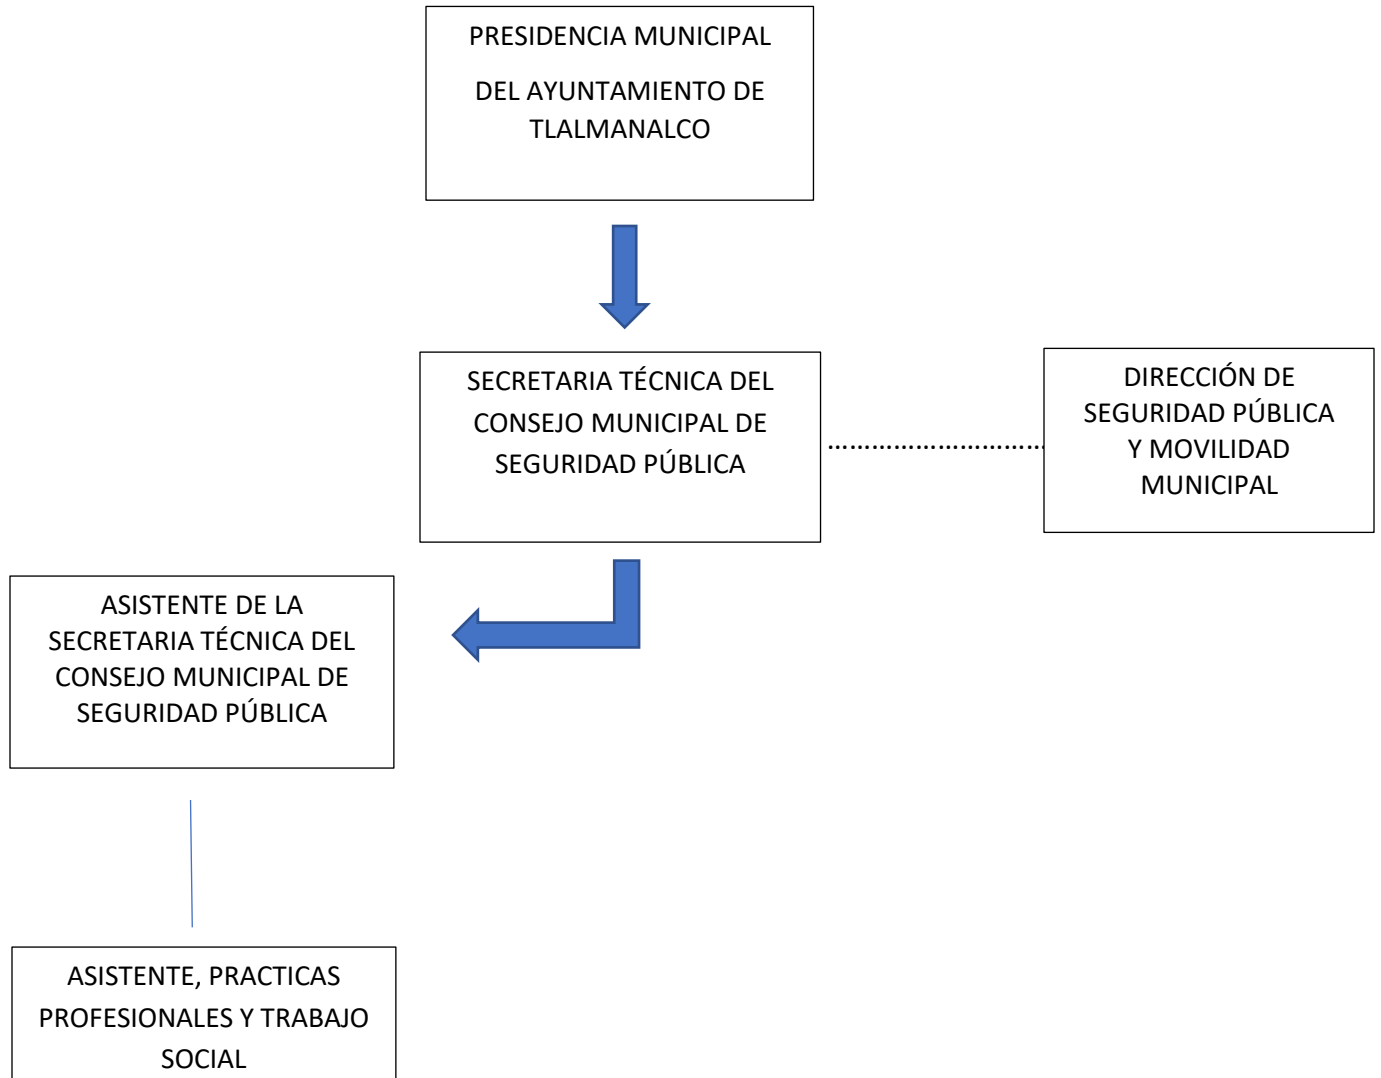 PRESIDENCIA MUNICIPAL
DEL AYUNTAMIENTO DE
TLALMANALCO
SECRETARIA TÉCNICA DEL
CONSEJO MUNICIPAL DE
SEGURIDAD PÚBLICA
DIRECCIÓN DE
SEGURIDAD PÚBLICA
Y MOVILIDAD
MUNICIPAL
ASISTENTE DE LA
SECRETARIA TÉCNICA DEL
CONSEJO MUNICIPAL DE
SEGURIDAD PÚBLICA
ASISTENTE, PRACTICAS
PROFESIONALES Y TRABAJO
SOCIAL